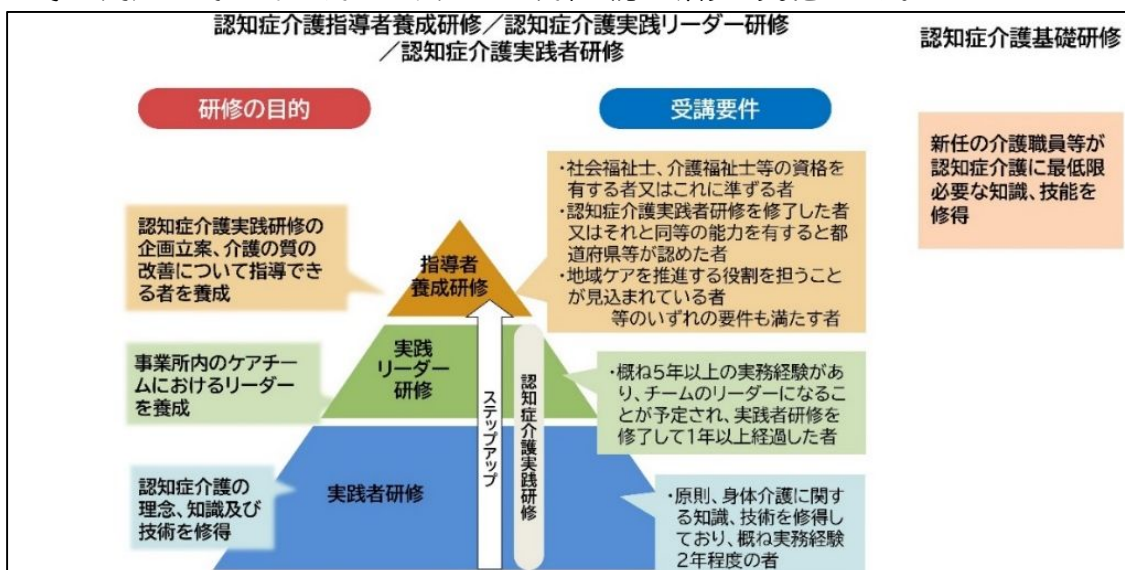 認知症介護指導者養成研修/認知症介護実践リーダー研修
/認知症介護実践者研修
認知症介護基礎研修
研修の目的
受講要件
新任の介護職員等が
認知症介護に最低限
必要な知識、技能を
修得
認知症介護実践研修の
企画立案、介護の質の
改善について指導でき
る者を養成
指導者
養成研修
・社会福祉士、介護福祉士等の資格を
有する者又はこれに準ずる者
・認知症介護実践者研修を修了した者
又はそれと同等の能力を有すると都
道府県等が認めた者
・地域ケアを推進する役割を担うこと
が見込まれている者
等のいずれの要件も満たす者
事業所内のケアチー
ムにおけるリーダー
を養成
実践
リーダー
研修
・概ね5年以上の実務経験があ
り、チームのリーダーになるこ
とが予定され、実践者研修を
修了して1年以上経過した者
ステップアップ
認知症介護実践研修
認知症介護の
理念、知識及び
技術を修得
実践者研修
・原則、身体介護に関す
る知識、技術を修得し
ており、概ね実務経験
2年程度の者